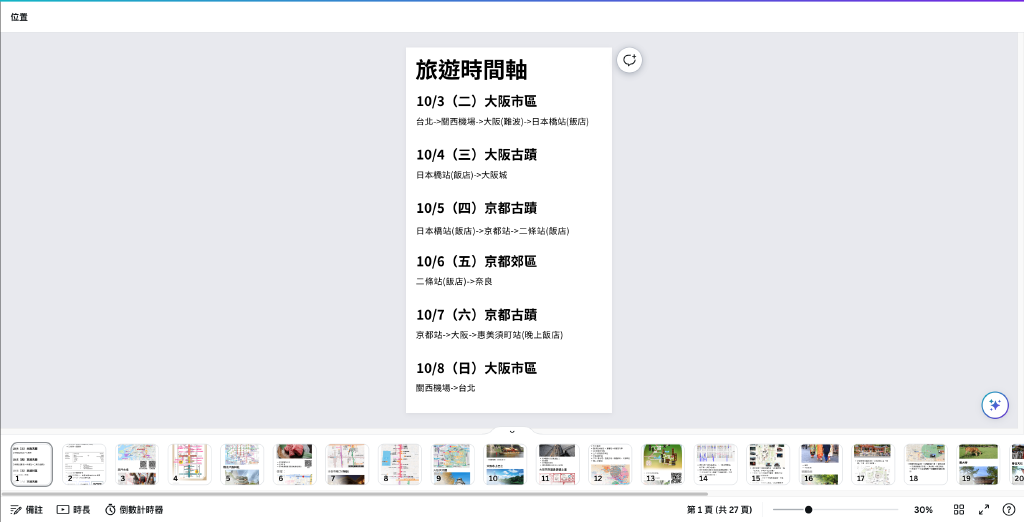 位置
旅遊時間軸
10/3（二）大阪市區
台北->關西機場->大阪(難波)->日本橋站(飯店)
10/4（三）大阪古蹟
日本橋站(飯店)->大阪城
10/5（四）京都古蹟
日本橋站(飯店)->京都站->二條站(飯店)
10/6（五）京都郊區
二條站(飯店)->奈良
10/7（六）京都古蹟
京都站->大阪->惠美須町站(晚上飯店)
10/8（日）大阪市區
關西機場->台北
1 2 3 4 5 6 7 8 9 10 11 12 13 14 15 16 17 18 19 20
備註 時長 倒數計時器 第 1 頁 (共 27 頁) 30%